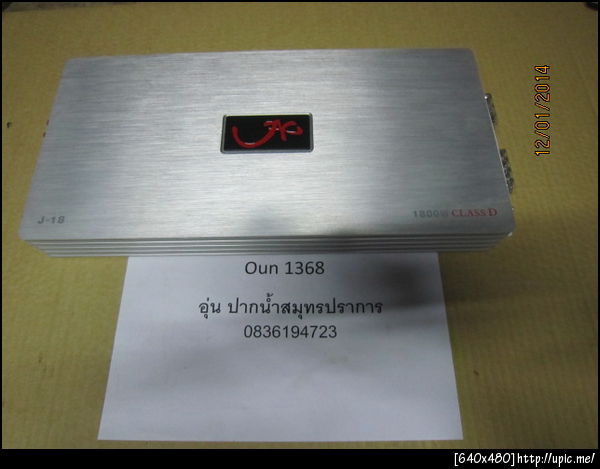 12/01/2014
J-18
1800W CLASS D
Oun 1368
อุ่น ปากน้ำสมุทรปราการ
0836194723
[640x480]http://upic.me/